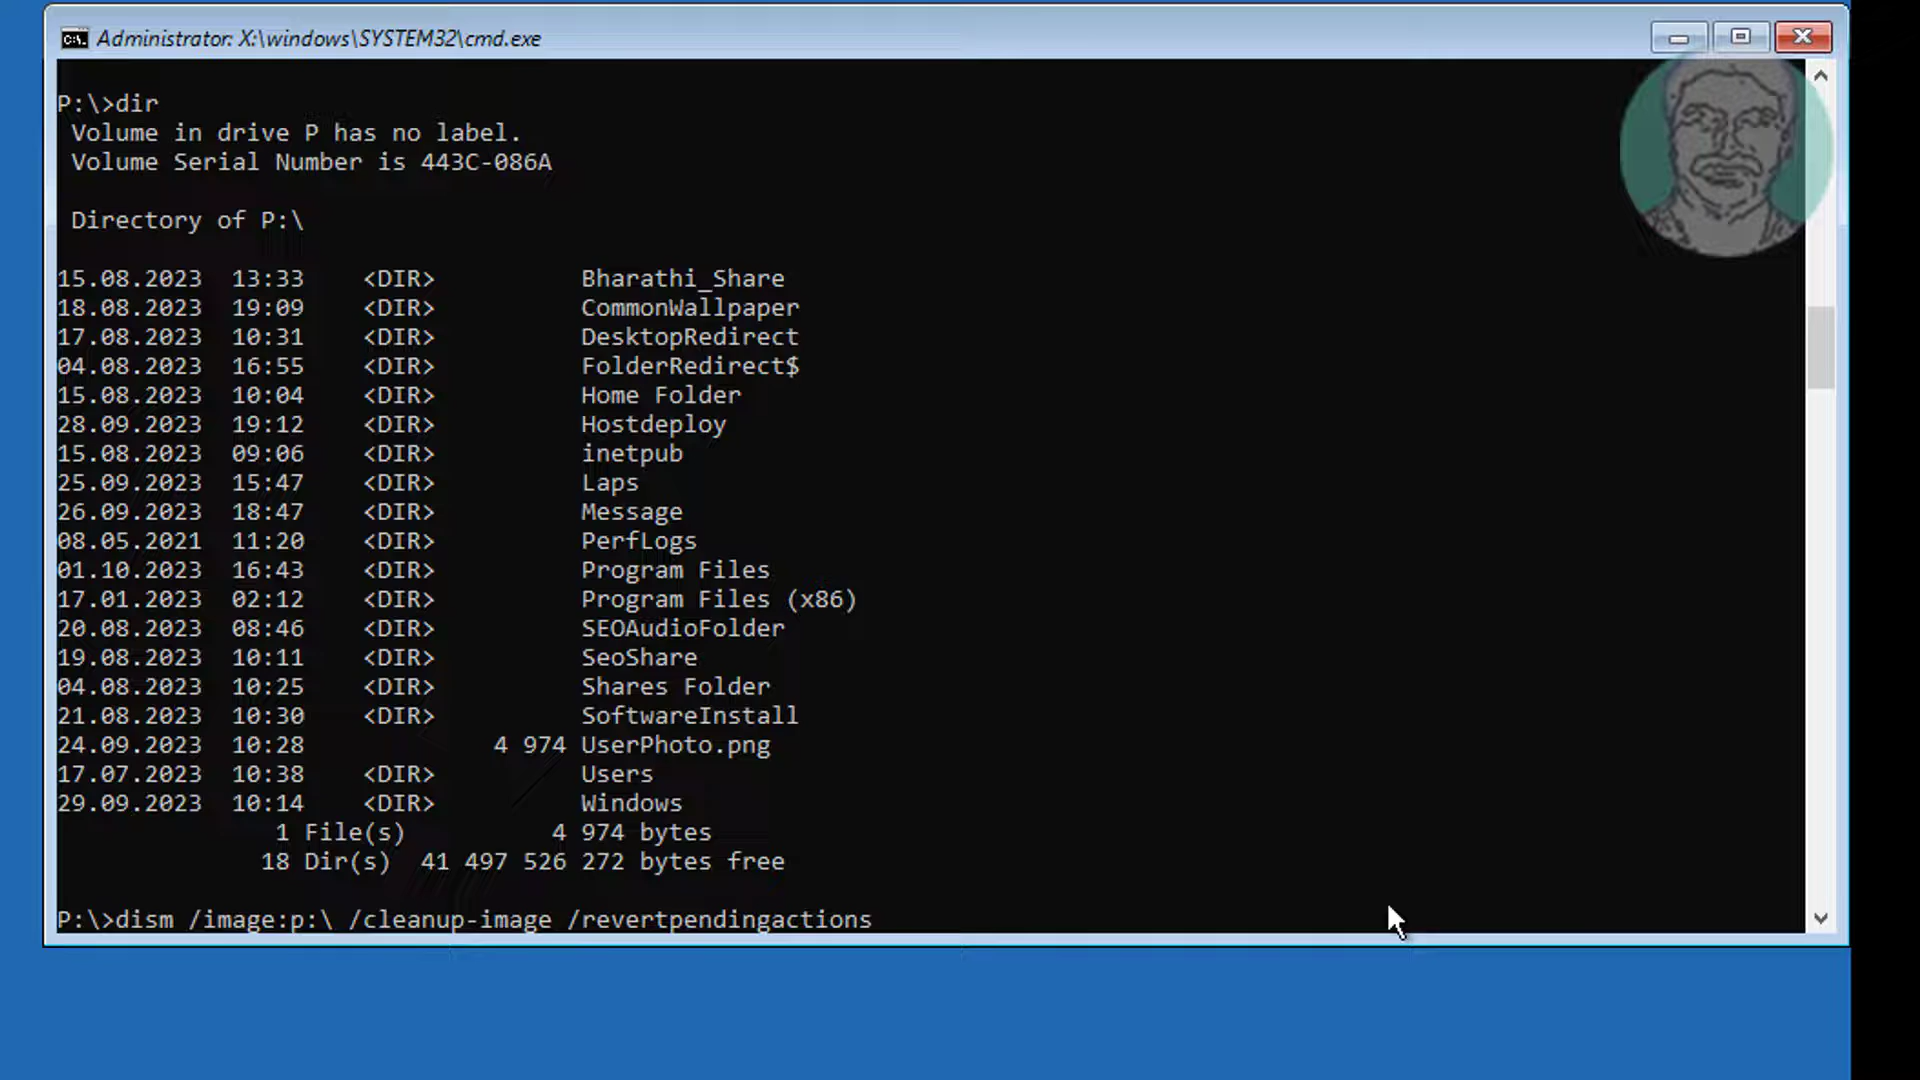 Administrator: X:\windows\SYSTEM32\cmd.exe
P:\>dir
Volume in drive P has no label.
Volume Serial Number is 443C-086A
Directory of P:\
15.08.2023 13:33 <DIR> Bharathi_Share
18.08.2023 19:09 <DIR> CommonWallpaper
17.08.2023 10:31 <DIR> DesktopRedirect
04.08.2023 16:55 <DIR> FolderRedirect$
15.08.2023 10:04 <DIR> Home Folder
28.09.2023 19:12 <DIR> Hostdeploy
15.08.2023 09:06 <DIR> inetpub
25.09.2023 15:47 <DIR> Laps
26.09.2023 18:47 <DIR> Message
08.05.2021 11:20 <DIR> PerfLogs
01.10.2023 16:43 <DIR> Program Files
17.01.2023 02:12 <DIR> Program Files (x86)
20.08.2023 08:46 <DIR> SEOAudioFolder
19.08.2023 10:11 <DIR> SeoShare
04.08.2023 10:25 <DIR> Shares Folder
21.08.2023 10:30 <DIR> SoftwareInstall
24.09.2023 10:28 4 974 UserPhoto.png
17.07.2023 10:38 <DIR> Users
29.09.2023 10:14 <DIR> Windows
1 File(s) 4 974 bytes
18 Dir(s) 41 497 526 272 bytes free
P:\>dism /image:p:\ /cleanup-image /revertpendingactions